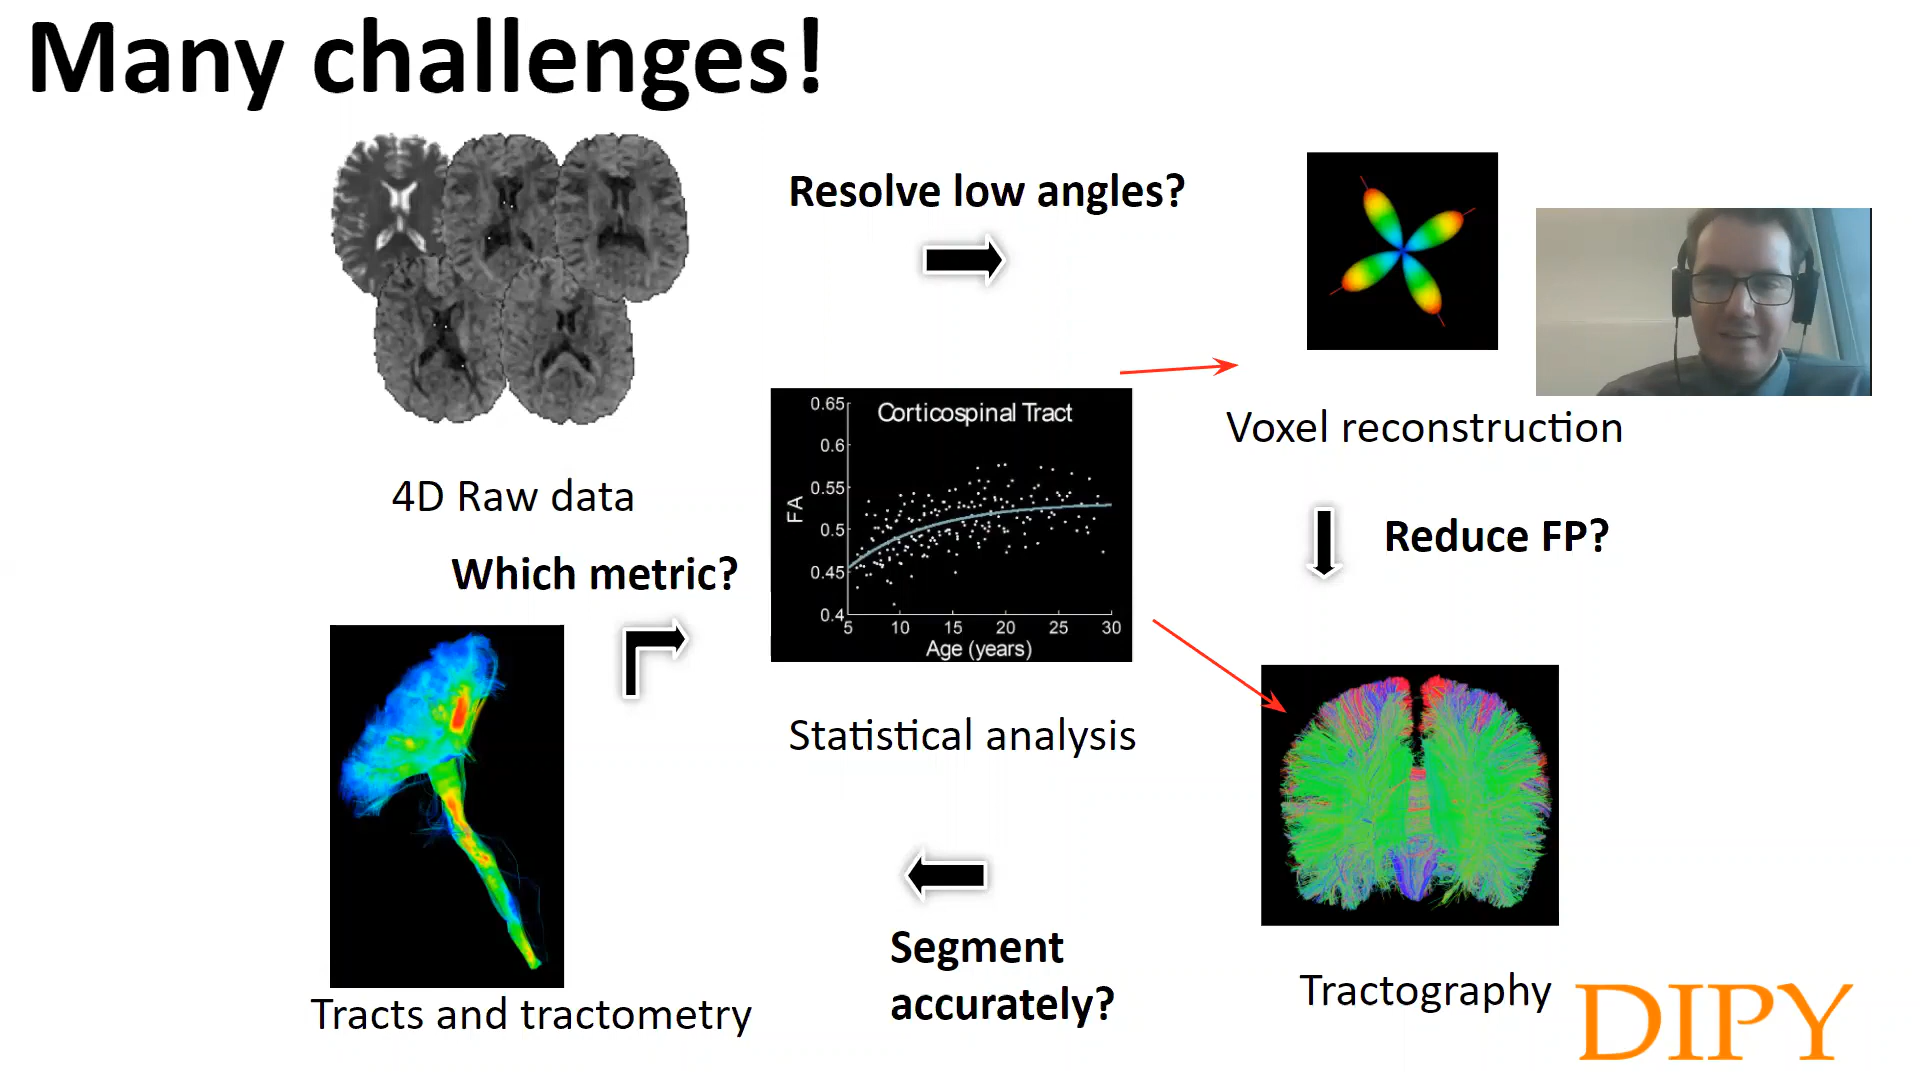 Many challenges!
Resolve low angles?
4D Raw data
Voxel reconstruction
Which metric?
Corticospinal Tract
0.65
0.6
0.55
0.5
0.45
0.4
FA
5 10 15 20 25 30
Age (years)
Statistical analysis
Reduce FP?
Tracts and tractometry
Segment
accurately?
Tractography
DIPY